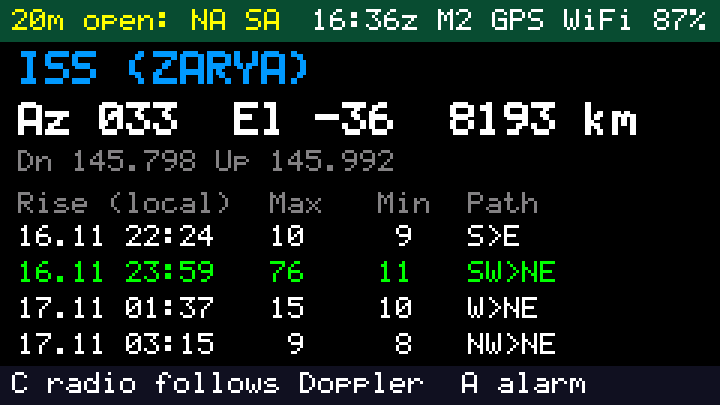 20m open: NA SA 16:36z M2 GPS WiFi 87%
ISS (ZARYA)
Az 033 El -36 8193 km
Dn 145.798 Up 145.992
Rise (local) Max Min Path
16.11 22:24 10 9 S>E
16.11 23:59 76 11 SW>NE
17.11 01:37 15 10 W>NE
17.11 03:15 9 8 NW>NE
C radio follows Doppler A alarm